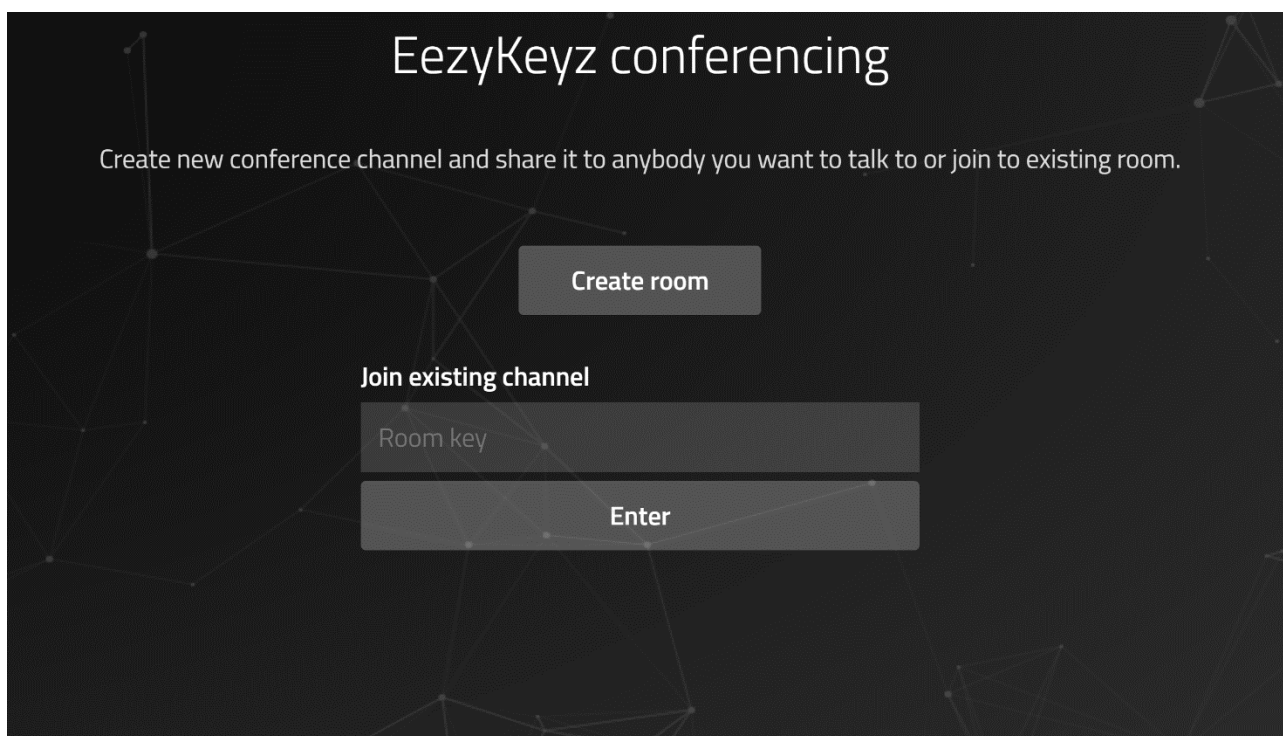 EezyKeyz conferencing
Create new conference channel and share it to anybody you want to talk to or join to existing room.
Create room
Join existing channel
Room key
Enter